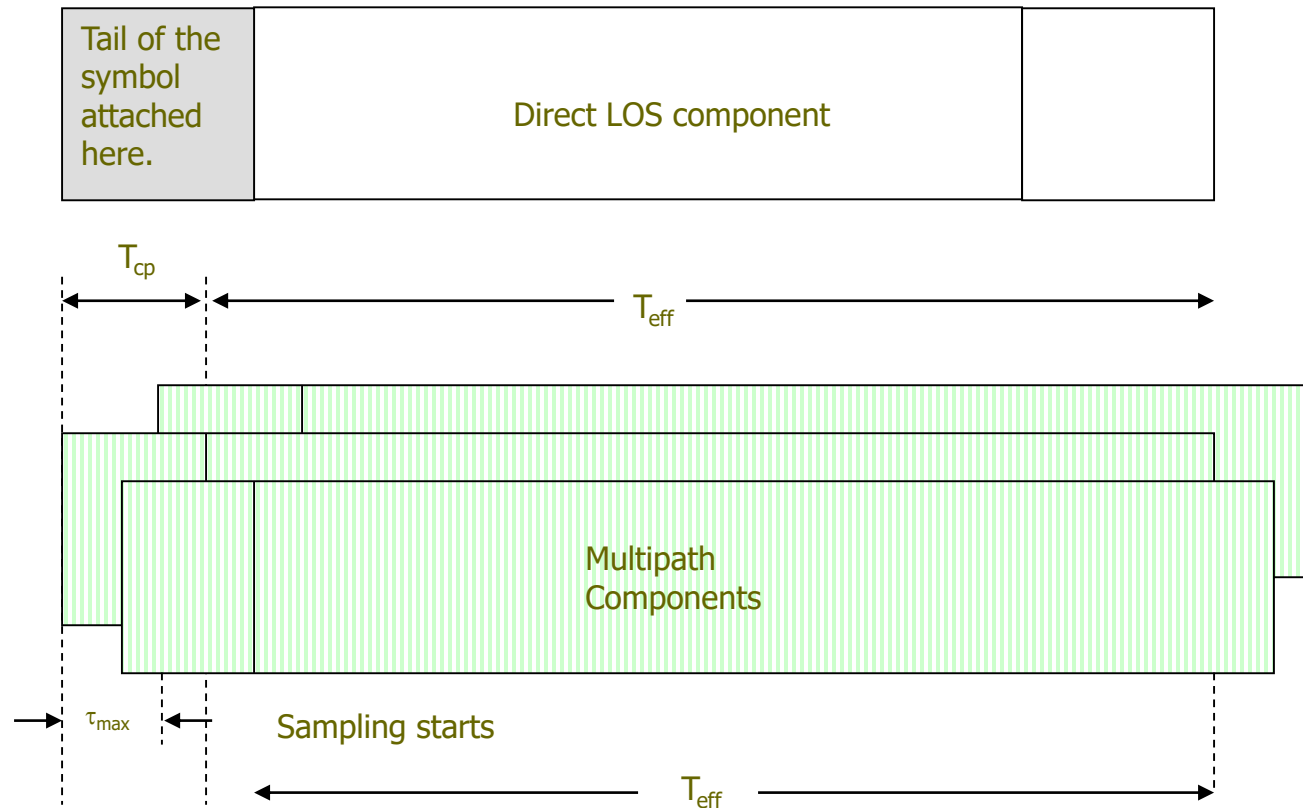 Tail of the
symbol
attached
here.
Direct LOS component
Tcp
Teff
Multipath
Components
τmax
Sampling starts
Teff